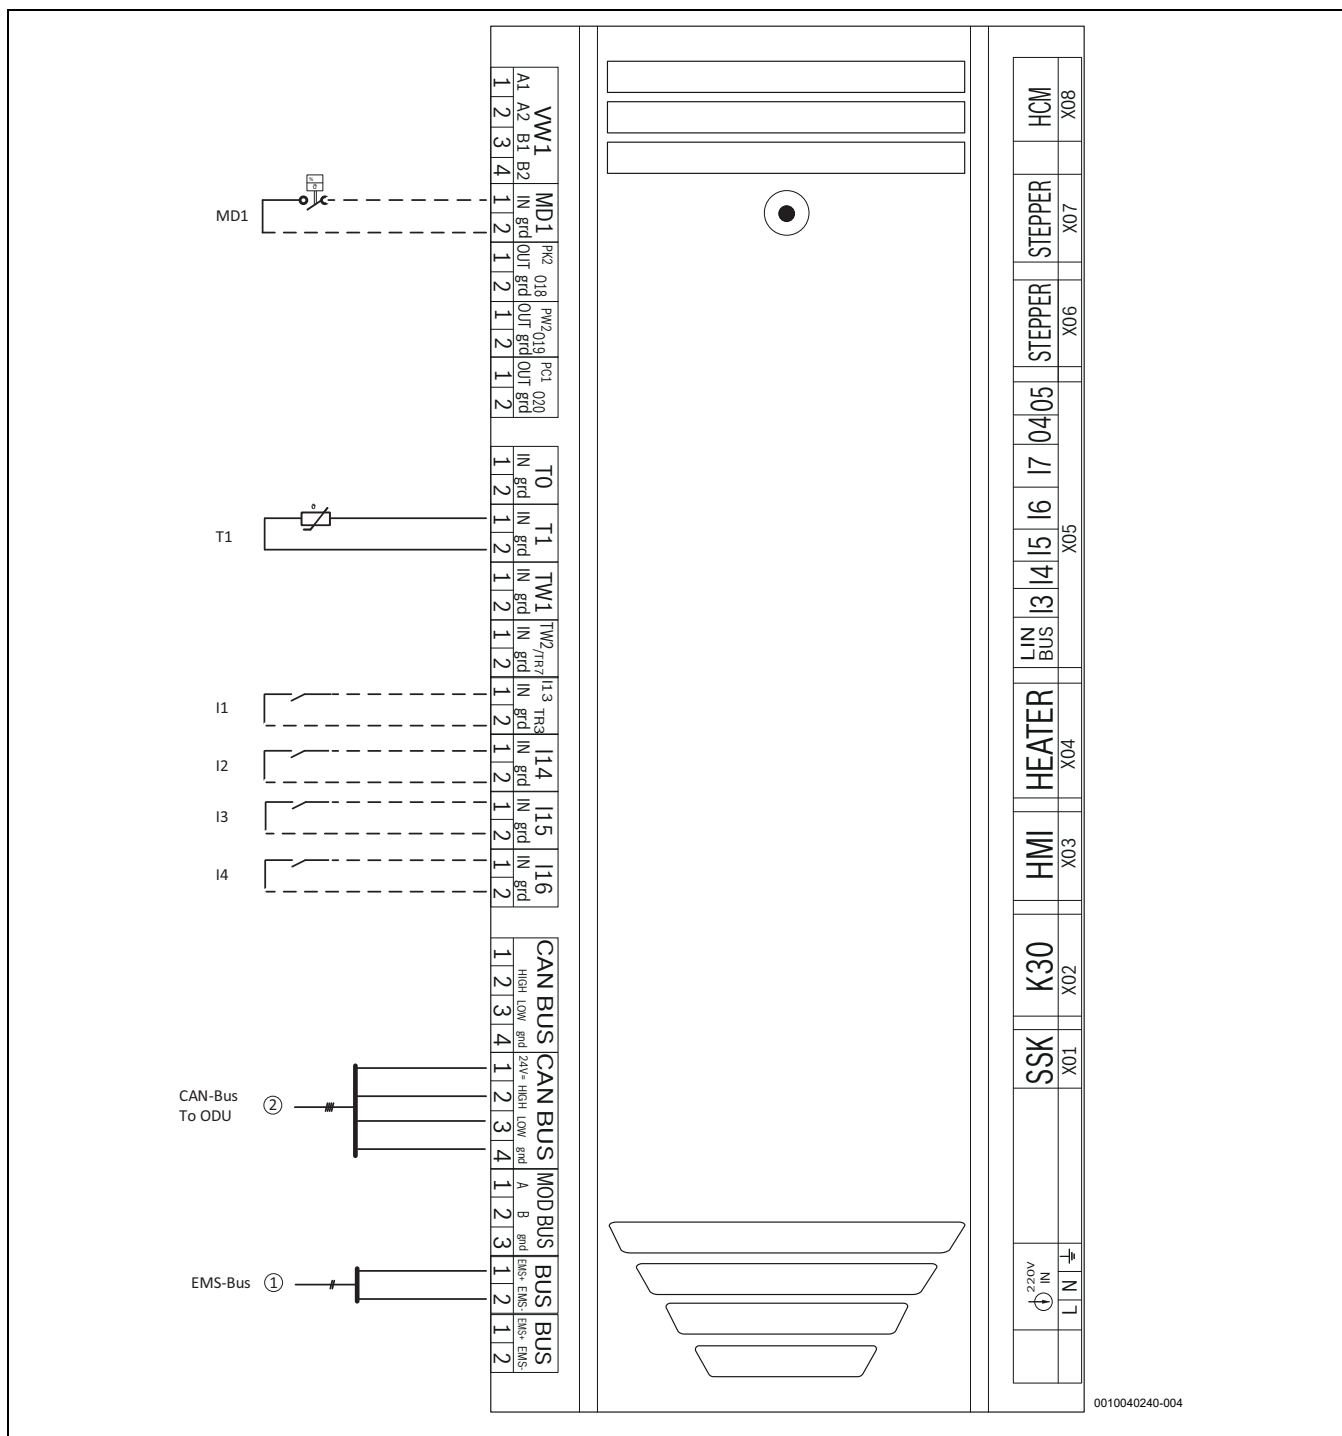 MD1
T1
I1
I2
I3
I4
CAN-Bus ②
To ODU
EMS-Bus ①
1 2 3 4
A1 A2 B1 B2
VW1
1 2
IN grd
MD1
1 2
OUT grd
PK2 O18
1 2
OUT grd
PW2 O19
1 2
OUT grd
PC1 O20
1 2
IN grd
T0
1 2
IN grd
T1
1 2
IN grd
TW1
1 2
IN grd
TW2 /TR7
1 2
IN grd
I13 TR3
1 2
IN grd
I14
1 2
IN grd
I15
1 2
IN grd
I16
1 2 3 4
HIGH LOW gnd
CAN BUS
1 2 3 4
24V= HIGH LOW gnd
CAN BUS
1 2 3
A B gnd
MOD BUS
1 2
EMS+ EMS-
BUS
1 2
EMS+ EMS-
BUS
HCM
X08
STEPPER
X07
STEPPER
X06
I3 I4 I5 I6 I7 04 05
X05
LIN
BUS
HEATER
X04
HMI
X03
K30
X02
SSK
X01
220V
IN
L N
0010040240-004